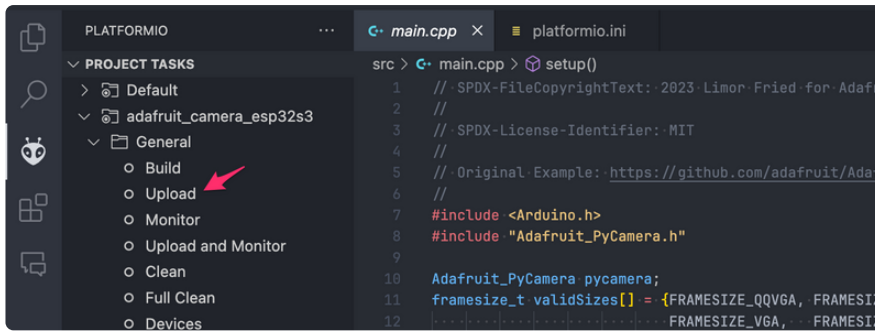 PLATFORMIO ···
PROJECT TASKS
Default
adafruit_camera_esp32s3
General
Build
Upload
Monitor
Upload and Monitor
Clean
Full Clean
Devices
main.cpp platformio.ini
src > main.cpp > setup()
1 // SPDX-FileCopyrightText: 2023 Limor Fried for Adaf
2 //
3 // SPDX-License-Identifier: MIT
4 //
5 // Original Example: https://github.com/adafruit/Ada
6 //
7 #include <Arduino.h>
8 #include "Adafruit_PyCamera.h"
9
10 Adafruit_PyCamera pycamera;
11 framesize_t validSizes[] = {FRAMESIZE_QQVGA, FRAMESI
12 FRAMESIZE_VGA, FRAMESI